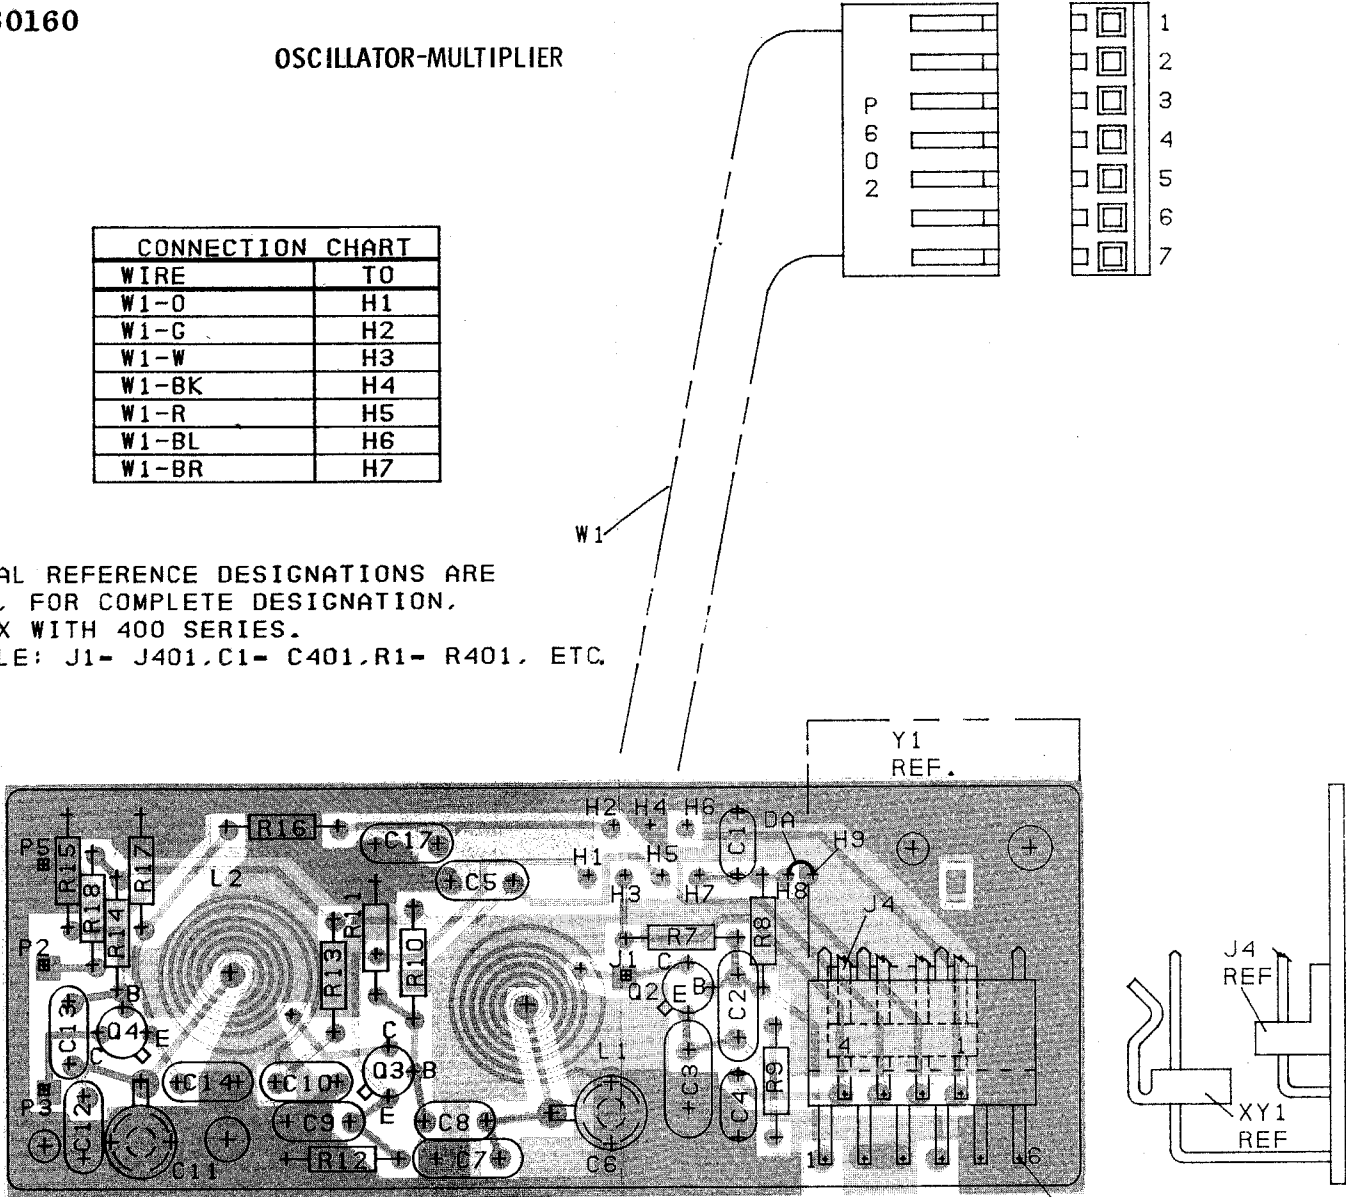 0160
OSCILLATOR-MULTIPLIER
P602
1
2
3
4
5
6
7
CONNECTION CHART
WIRE TO
W1-O H1
W1-G H2
W1-W H3
W1-BK H4
W1-R H5
W1-BL H6
W1-BR H7
W1
AL REFERENCE DESIGNATIONS ARE
. FOR COMPLETE DESIGNATION,
X WITH 400 SERIES.
LE: J1- J401,C1- C401,R1- R401, ETC.
Y1
REF.
P5
R15
R18
R14
R17
R16
L2
C17
C5
R11
R10
R13
H2
H4
H6
H1
H3
H5
H7
C1
DA
H9
H8
J4
R8
R7
J1
C
Q2
E
B
C2
P2
C13
B
Q4
E
C
C14
C10
C
Q3
B
E
L1
C3
C4
R9
4
1
P3
C12
C11
C9
C8
R12
C7
C6
1
6
J4
REF
XY1
REF